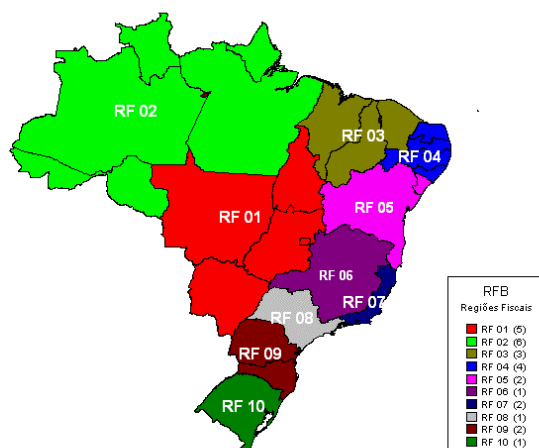 RF 02
RF 03
RF 04
RF 01
RF 05
RF 06
RF 07
RF 08
RF 09
RF 10
RFB
Regiões Fiscais
RF 01 (5)
RF 02 (6)
RF 03 (3)
RF 04 (4)
RF 05 (2)
RF 06 (1)
RF 07 (2)
RF 08 (1)
RF 09 (2)
RF 10 (1)